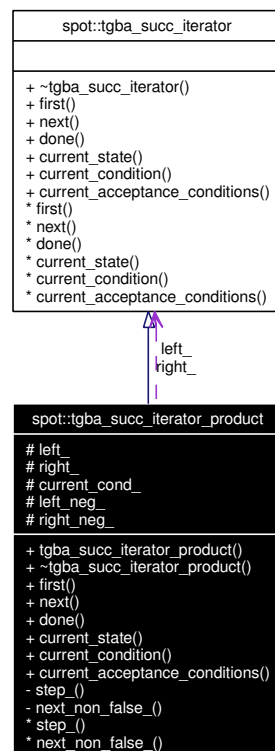 spot::tgba_succ_iterator
+ ~tgba_succ_iterator()
+ first()
+ next()
+ done()
+ current_state()
+ current_condition()
+ current_acceptance_conditions()
* first()
* next()
* done()
* current_state()
* current_condition()
* current_acceptance_conditions()
left_
right_
spot::tgba_succ_iterator_product
# left_
# right_
# current_cond_
# left_neg_
# right_neg_
+ tgba_succ_iterator_product()
+ ~tgba_succ_iterator_product()
+ first()
+ next()
+ done()
+ current_state()
+ current_condition()
+ current_acceptance_conditions()
- step_()
- next_non_false_()
* step_()
* next_non_false_()